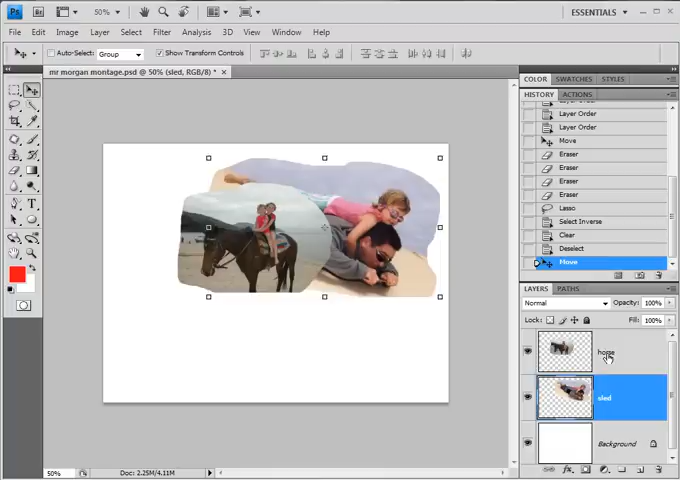 Ps Br 50% ESSENTIALS
File Edit Image Layer Select Filter Analysis 3D View Window Help
Auto-Select: Group Show Transform Controls
mr morgan montage.psd @ 50% (sled, RGB/8) *
COLOR SWATCHES STYLES
HISTORY ACTIONS
Layer Order
Layer Order
Move
Eraser
Eraser
Eraser
Eraser
Lasso
Select Inverse
Clear
Deselect
Move
LAYERS PATHS
Normal Opacity: 100%
Lock: Fill: 100%
horse
sled
Background
50% Doc: 2.25M/4.11M